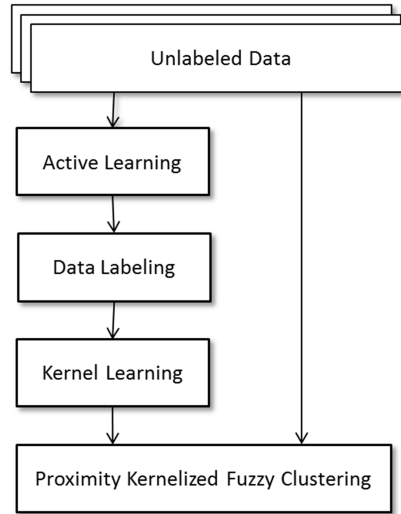 Unlabeled Data
Active Learning
Data Labeling
Kernel Learning
Proximity Kernelized Fuzzy Clustering